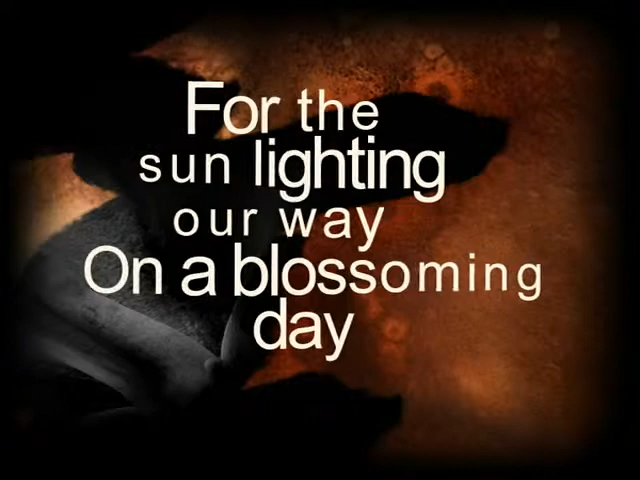 For the
sun lighting
our way
On a blossoming
day